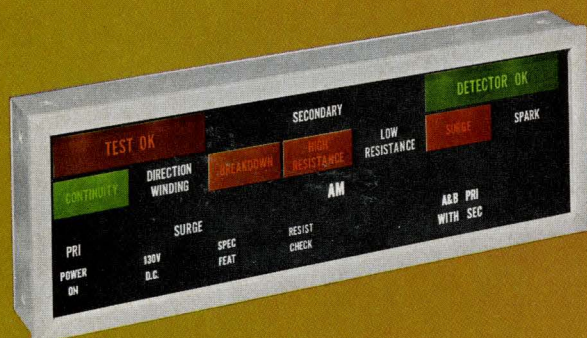 SECONDARY
DETECTOR OK
TEST OK
CONTINUITY
DIRECTION
WINDING
BREAKDOWN
HIGH
RESISTANCE
LOW
RESISTANCE
SURGE
SPARK
AM
PRI
POWER
ON
SURGE
130V
D.C.
SPEC
FEAT
RESIST
CHECK
A&B PRI
WITH SEC